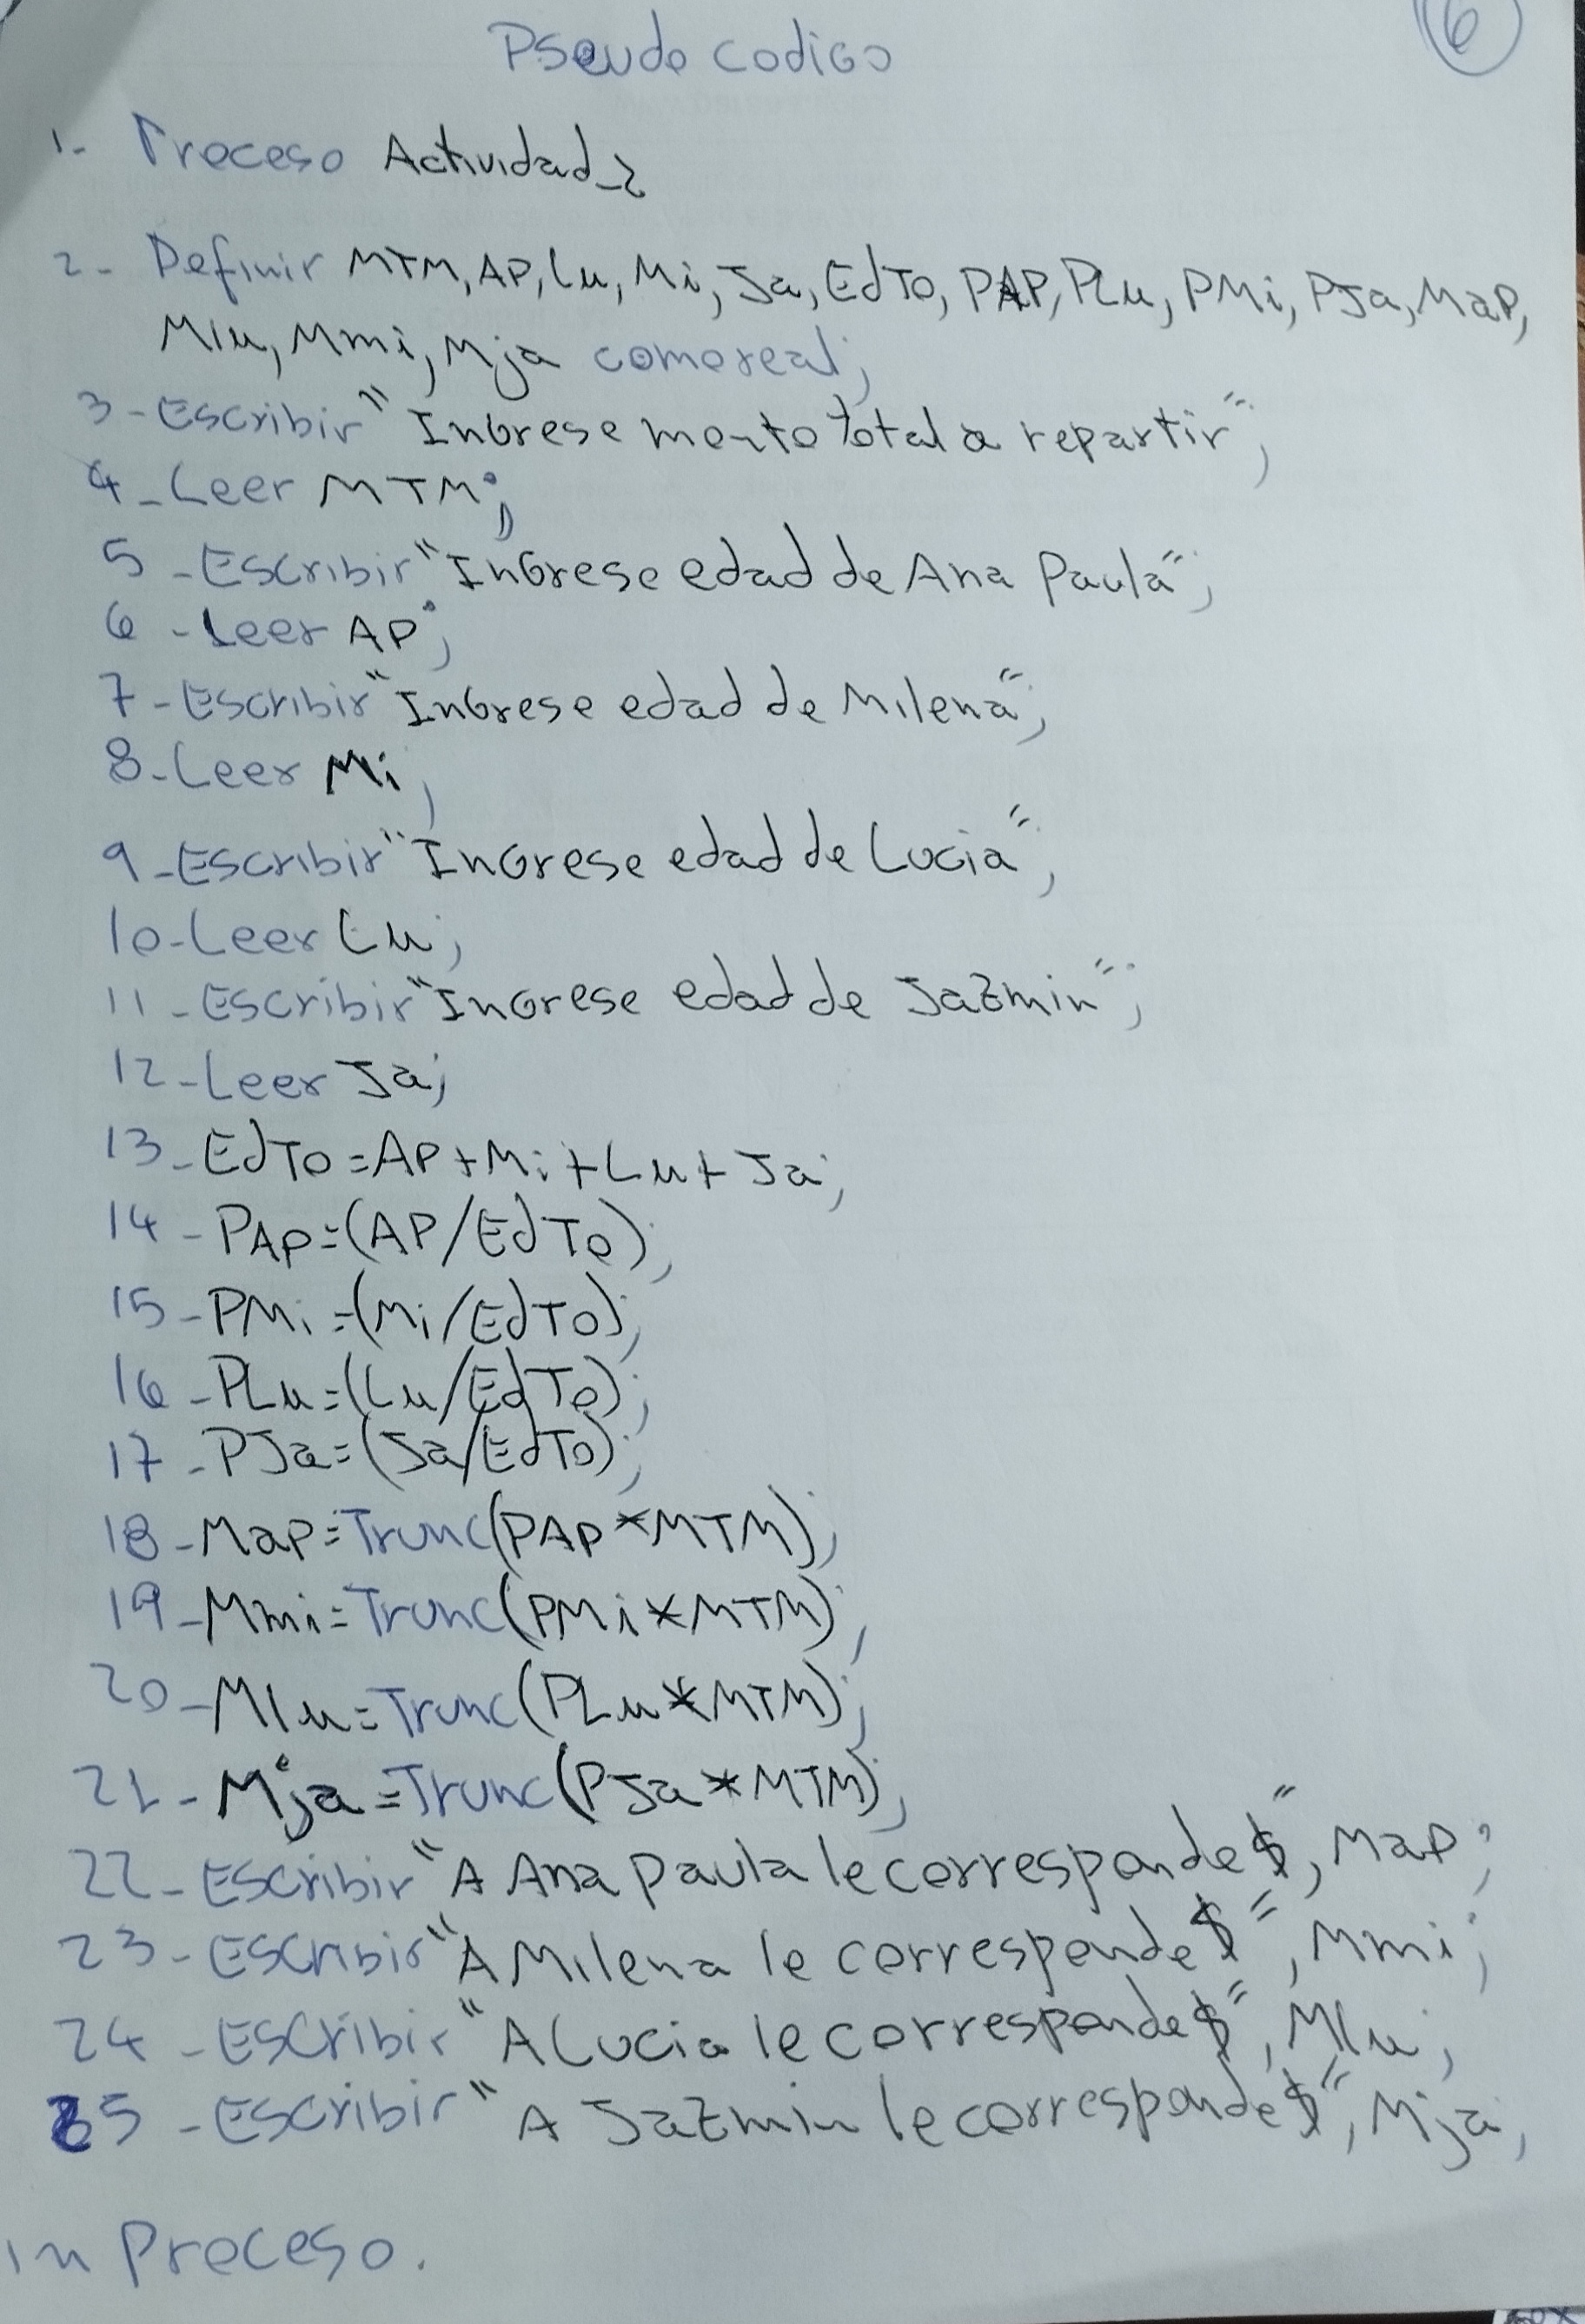 Pseudo codigo
6
1- Proceso Actividad_2
2- Definir MTM, AP, Lu, Mi, Ja, EdTo, PAP, PLu, PMi, PJa, Map,
Mlu, Mmi, Mja como real;
3-Escribir "Ingrese monto total a repartir";
4-Leer MTM;
5-Escribir "Ingrese edad de Ana Paula";
6-Leer AP;
7-Escribir "Ingrese edad de Milena";
8-Leer Mi;
9-Escribir "Ingrese edad de Lucia";
10-Leer Lu;
11-Escribir "Ingrese edad de Jazmin";
12-Leer Ja;
13-EdTo=AP+Mi+Lu+Ja;
14-PAP=(AP/EdTo);
15-PMi=(Mi/EdTo);
16-PLu=(Lu/EdTo);
17-PJa=(Ja/EdTo);
18-Map=Trunc(PAP*MTM);
19-Mmi=Trunc(PMi*MTM);
20-Mlu=Trunc(PLu*MTM);
21-Mja=Trunc(PJa*MTM);
22-Escribir "A Ana Paula le corresponde $", Map;
23-Escribir "A Milena le corresponde $", Mmi;
24-Escribir "A Lucia le corresponde $", Mlu;
25-Escribir "A Jazmin le corresponde $", Mja;
in Proceso.